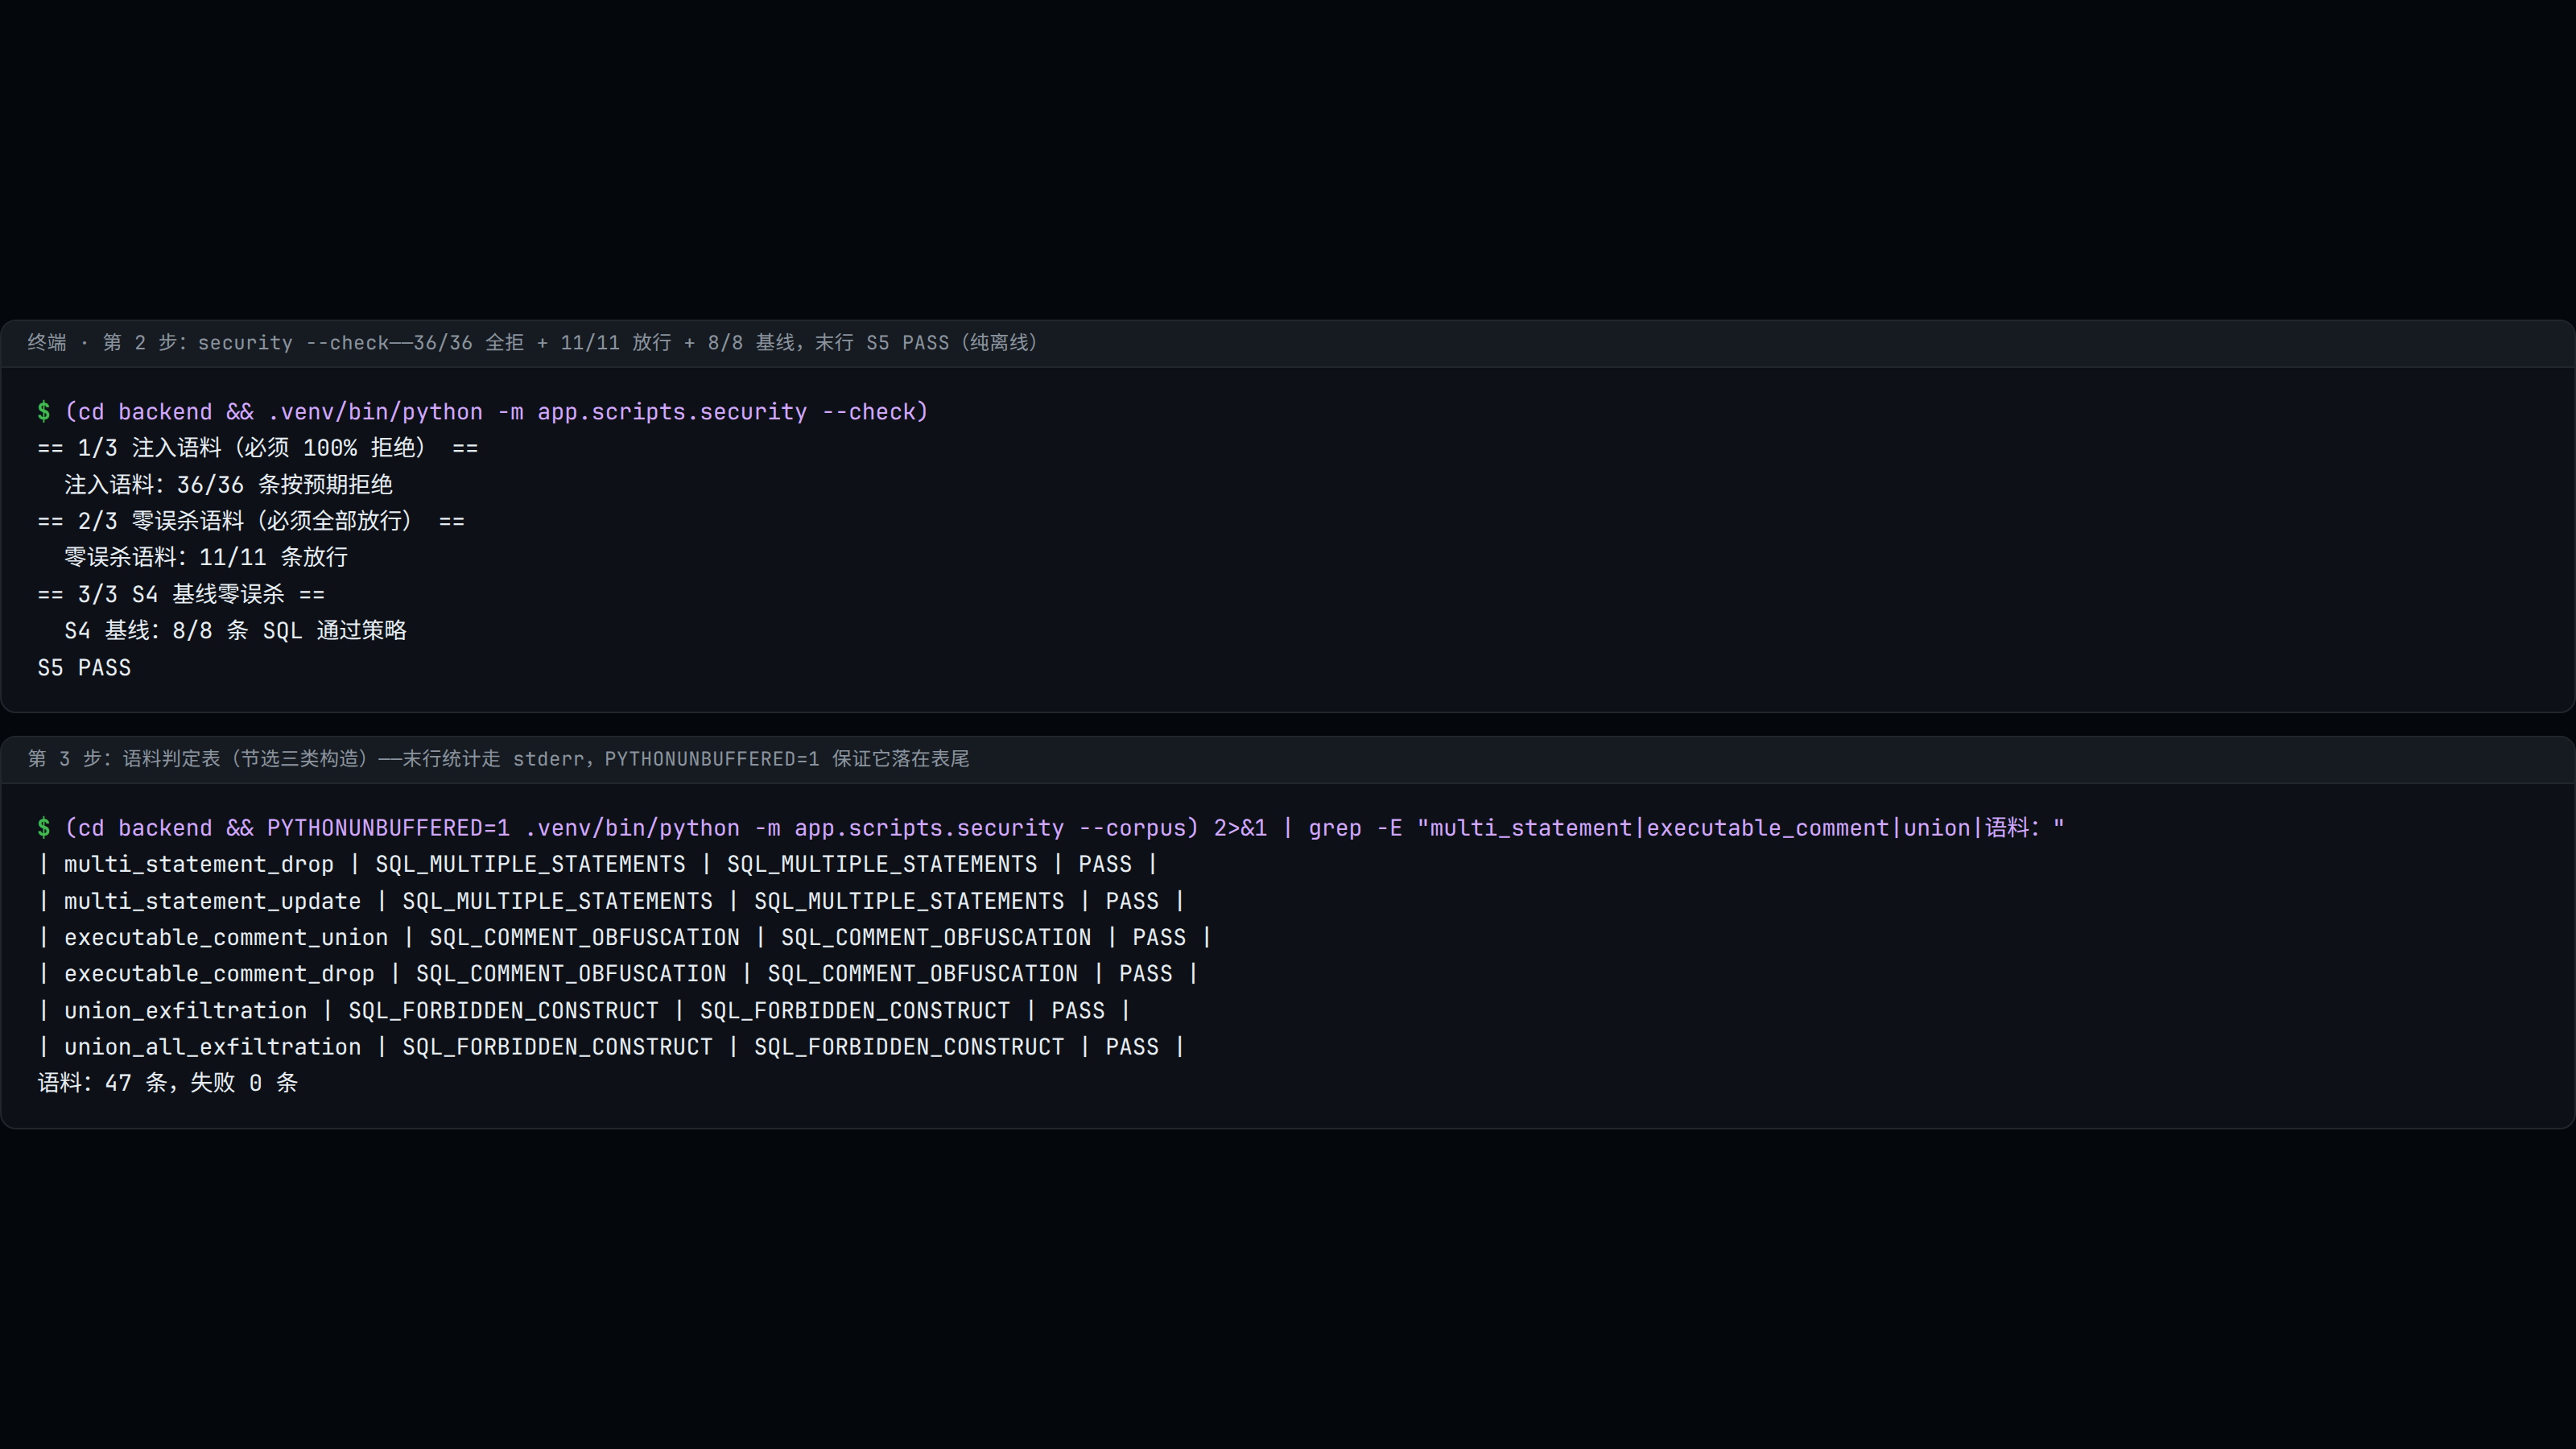 终端 · 第 2 步：security --check——36/36 全拒 + 11/11 放行 + 8/8 基线，末行 S5 PASS（纯离线）
$ (cd backend && .venv/bin/python -m app.scripts.security --check)
== 1/3 注入语料（必须 100% 拒绝） ==
注入语料：36/36 条按预期拒绝
== 2/3 零误杀语料（必须全部放行） ==
零误杀语料：11/11 条放行
== 3/3 S4 基线零误杀 ==
S4 基线：8/8 条 SQL 通过策略
S5 PASS
第 3 步：语料判定表（节选三类构造）——末行统计走 stderr，PYTHONUNBUFFERED=1 保证它落在表尾
$ (cd backend && PYTHONUNBUFFERED=1 .venv/bin/python -m app.scripts.security --corpus) 2>&1 | grep -E "multi_statement|executable_comment|union|语料："
| multi_statement_drop | SQL_MULTIPLE_STATEMENTS | SQL_MULTIPLE_STATEMENTS | PASS |
| multi_statement_update | SQL_MULTIPLE_STATEMENTS | SQL_MULTIPLE_STATEMENTS | PASS |
| executable_comment_union | SQL_COMMENT_OBFUSCATION | SQL_COMMENT_OBFUSCATION | PASS |
| executable_comment_drop | SQL_COMMENT_OBFUSCATION | SQL_COMMENT_OBFUSCATION | PASS |
| union_exfiltration | SQL_FORBIDDEN_CONSTRUCT | SQL_FORBIDDEN_CONSTRUCT | PASS |
| union_all_exfiltration | SQL_FORBIDDEN_CONSTRUCT | SQL_FORBIDDEN_CONSTRUCT | PASS |
语料：47 条，失败 0 条